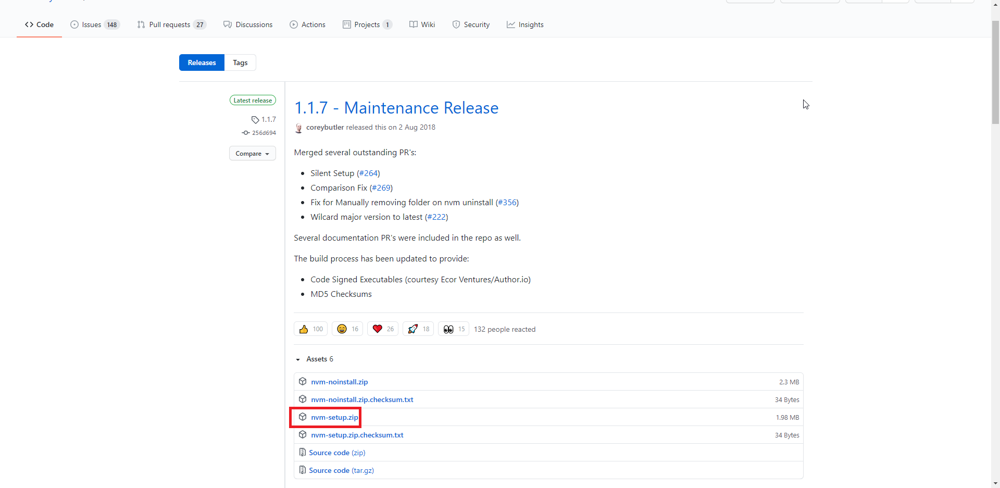 Code Issues 148 Pull requests 27 Discussions Actions Projects 1 Wiki Security Insights
Releases Tags
Latest release
1.1.7
256d694
Compare
1.1.7 - Maintenance Release
coreybutler released this on 2 Aug 2018
Merged several outstanding PR's:
Silent Setup (#264)
Comparison Fix (#269)
Fix for Manually removing folder on nvm uninstall (#356)
Wilcard major version to latest (#222)
Several documentation PR's were included in the repo as well.
The build process has been updated to provide:
Code Signed Executables (courtesy Ecor Ventures/Author.io)
MD5 Checksums
100 16 26 18 15 132 people reacted
Assets 6
nvm-noinstall.zip 2.3 MB
nvm-noinstall.zip.checksum.txt 34 Bytes
nvm-setup.zip 1.98 MB
nvm-setup.zip.checksum.txt 34 Bytes
Source code (zip)
Source code (tar.gz)